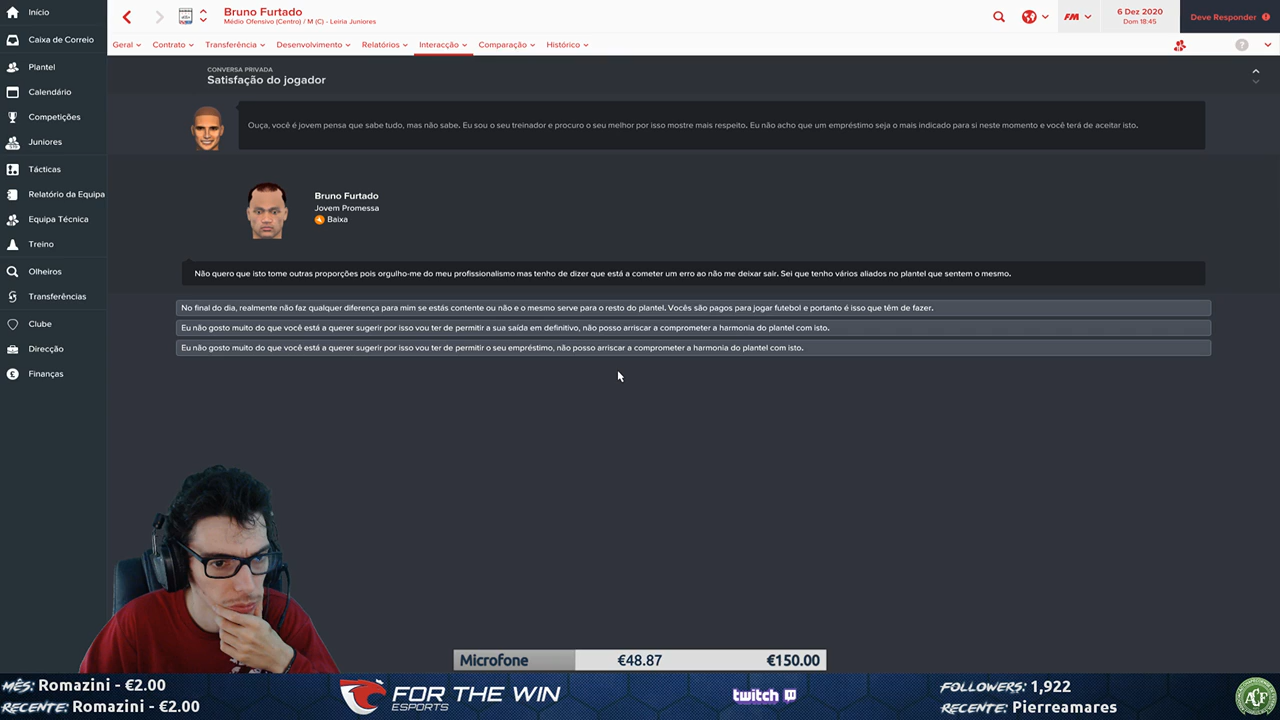 Início
Caixa de Correio
Plantel
Calendário
Competições
Juniores
Tácticas
Relatório da Equipa
Equipa Técnica
Treino
Olheiros
Transferências
Clube
Direcção
Finanças
Bruno Furtado
Médio Ofensivo (Centro) / M (C) - Leiria Juniores
FM
6 Dez 2020
Dom 18:45
Deve Responder
Geral
Contrato
Transferência
Desenvolvimento
Relatórios
Interacção
Comparação
Histórico
?
CONVERSA PRIVADA
Satisfação do jogador
Ouça, você é jovem pensa que sabe tudo, mas não sabe. Eu sou o seu treinador e procuro o seu melhor por isso mostre mais respeito. Eu não acho que um empréstimo seja o mais indicado para si neste momento e você terá de aceitar isto.
Bruno Furtado
Jovem Promessa
Baixa
Não quero que isto tome outras proporções pois orgulho-me do meu profissionalismo mas tenho de dizer que está a cometer um erro ao não me deixar sair. Sei que tenho vários aliados no plantel que sentem o mesmo.
No final do dia, realmente não faz qualquer diferença para mim se estás contente ou não e o mesmo serve para o resto do plantel. Vocês são pagos para jogar futebol e portanto é isso que têm de fazer.
Eu não gosto muito do que você está a querer sugerir por isso vou ter de permitir a sua saída em definitivo, não posso arriscar a comprometer a harmonia do plantel com isto.
Eu não gosto muito do que você está a querer sugerir por isso vou ter de permitir o seu empréstimo, não posso arriscar a comprometer a harmonia do plantel com isto.
Microfone €48.87 €150.00
MÊS: Romazini - €2.00
RECENTE: Romazini - €2.00
FOR THE WIN
ESPORTS
twitch
FOLLOWERS: 1,922
RECENTE: Pierreamares
ACF